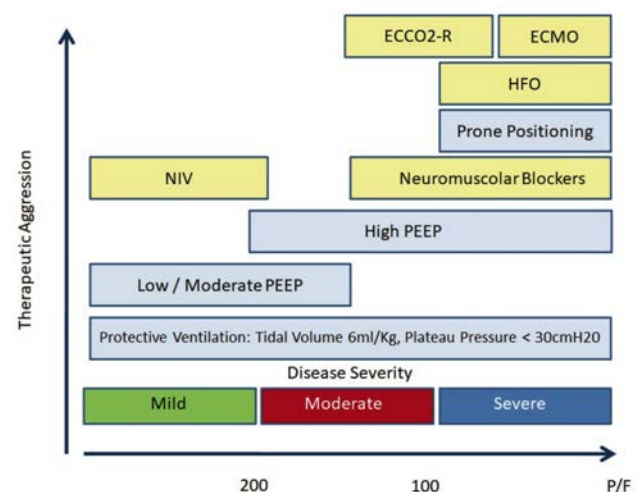 ECCO2-R ECMO
HFO
Prone Positioning
NIV Neuromuscular Blockers
High PEEP
Low / Moderate PEEP
Protective Ventilation: Tidal Volume 6ml/Kg, Plateau Pressure < 30cmH20
Disease Severity
Mild Moderate Severe
200 100 P/F
Therapeutic Aggression